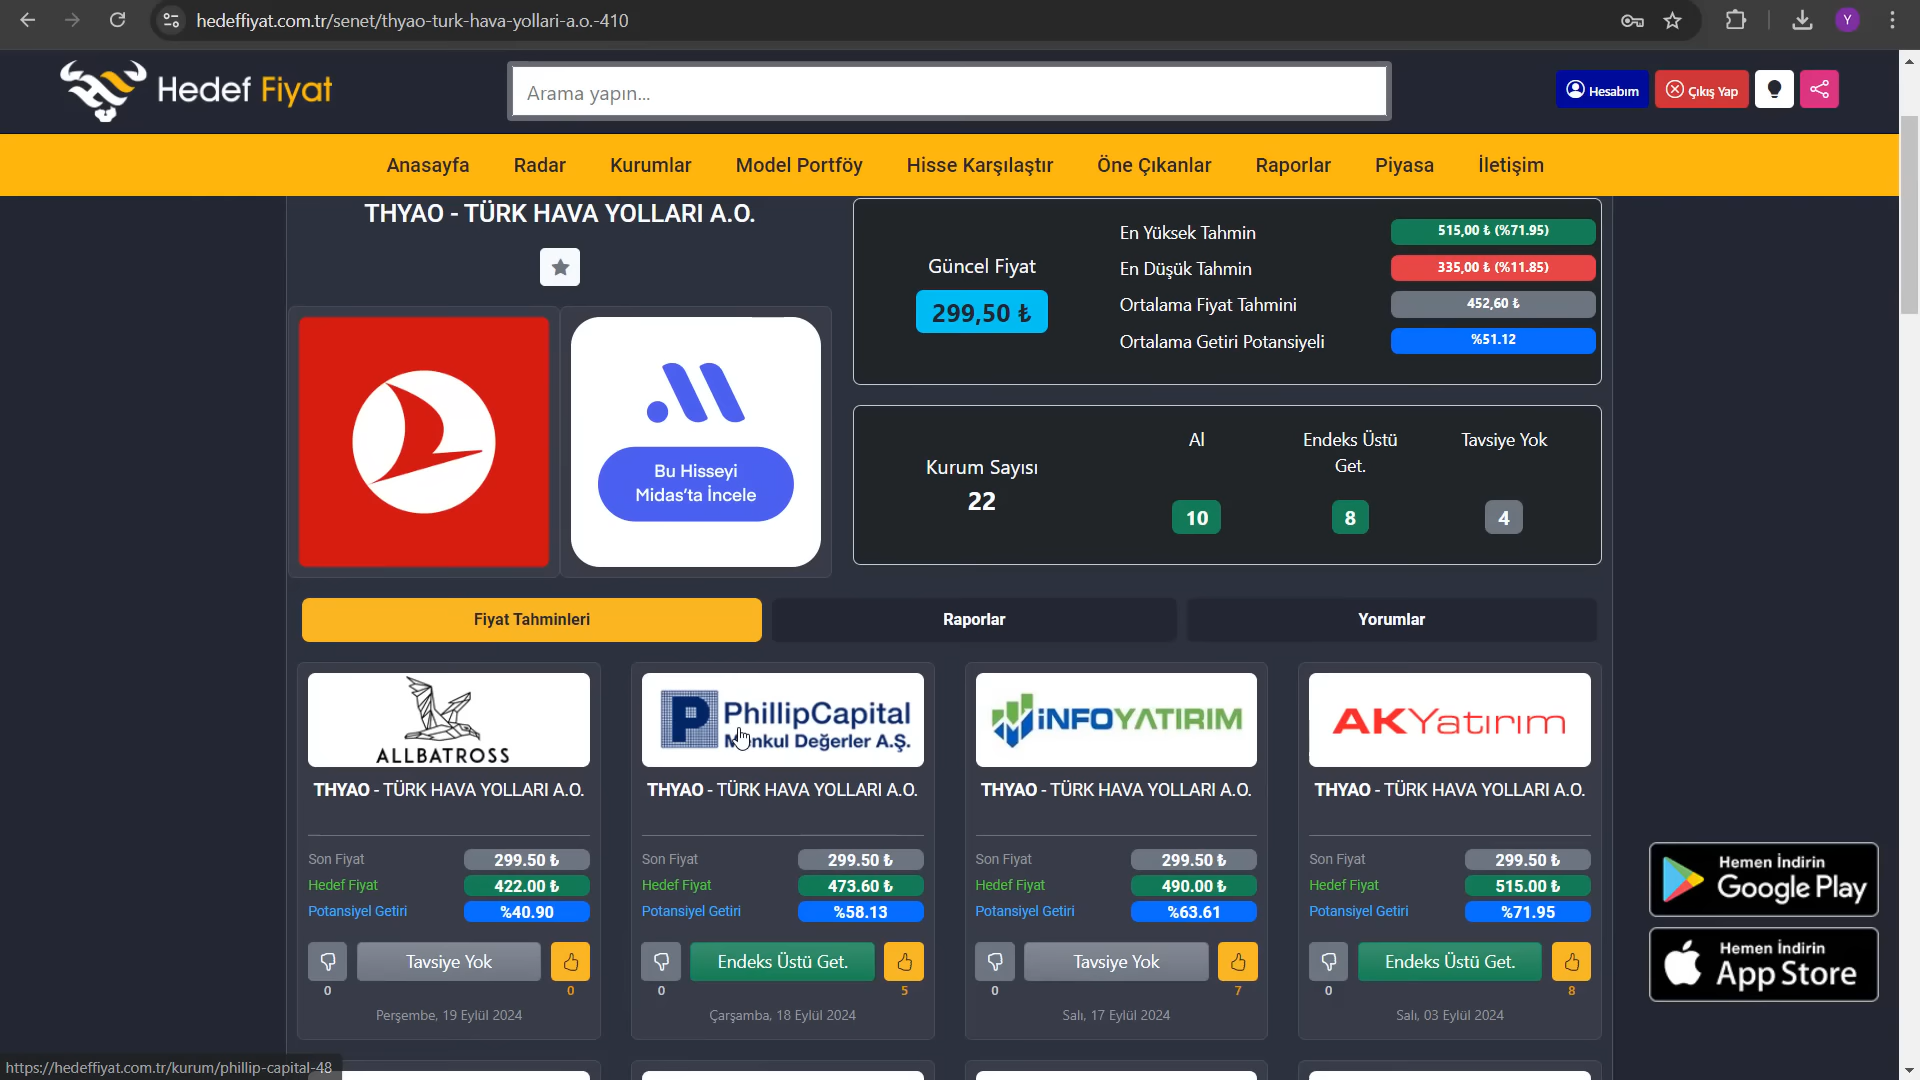 hedeffiyat.com.tr/senet/thyao-turk-hava-yollari-a.o.-410
Y
Hedef Fiyat
Arama yapın...
Hesabım
Çıkış Yap
Anasayfa
Radar
Kurumlar
Model Portföy
Hisse Karşılaştır
Öne Çıkanlar
Raporlar
Piyasa
İletişim
THYAO - TÜRK HAVA YOLLARI A.O.
Bu Hisseyi
Midas'ta İncele
Güncel Fiyat
299,50 ₺
En Yüksek Tahmin 515,00 ₺ (%71.95)
En Düşük Tahmin 335,00 ₺ (%11.85)
Ortalama Fiyat Tahmini 452,60 ₺
Ortalama Getiri Potansiyeli %51.12
Kurum Sayısı
22
Al
10
Endeks Üstü
Get.
8
Tavsiye Yok
4
Fiyat Tahminleri
Raporlar
Yorumlar
ALLBATROSS
THYAO - TÜRK HAVA YOLLARI A.O.
Son Fiyat 299.50 ₺
Hedef Fiyat 422.00 ₺
Potansiyel Getiri %40.90
Tavsiye Yok
0
0
Perşembe, 19 Eylül 2024
P PhillipCapital
Menkul Değerler A.Ş.
THYAO - TÜRK HAVA YOLLARI A.O.
Son Fiyat 299.50 ₺
Hedef Fiyat 473.60 ₺
Potansiyel Getiri %58.13
Endeks Üstü Get.
0
5
Çarşamba, 18 Eylül 2024
iNFOYATIRIM
THYAO - TÜRK HAVA YOLLARI A.O.
Son Fiyat 299.50 ₺
Hedef Fiyat 490.00 ₺
Potansiyel Getiri %63.61
Tavsiye Yok
0
7
Salı, 17 Eylül 2024
AKYatırım
THYAO - TÜRK HAVA YOLLARI A.O.
Son Fiyat 299.50 ₺
Hedef Fiyat 515.00 ₺
Potansiyel Getiri %71.95
Endeks Üstü Get.
0
8
Salı, 03 Eylül 2024
Hemen İndirin
Google Play
Hemen İndirin
App Store
https://hedeffiyat.com.tr/kurum/phillip-capital-48